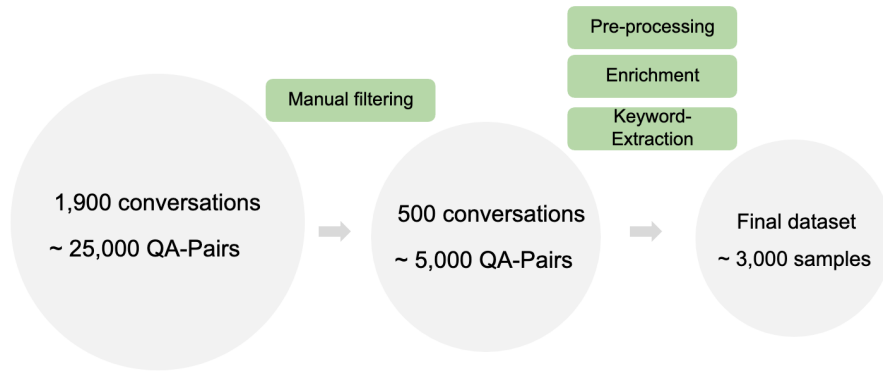 1,900 conversations
~ 25,000 QA-Pairs
Manual filtering
500 conversations
~ 5,000 QA-Pairs
Pre-processing
Enrichment
Keyword-
Extraction
Final dataset
~ 3,000 samples